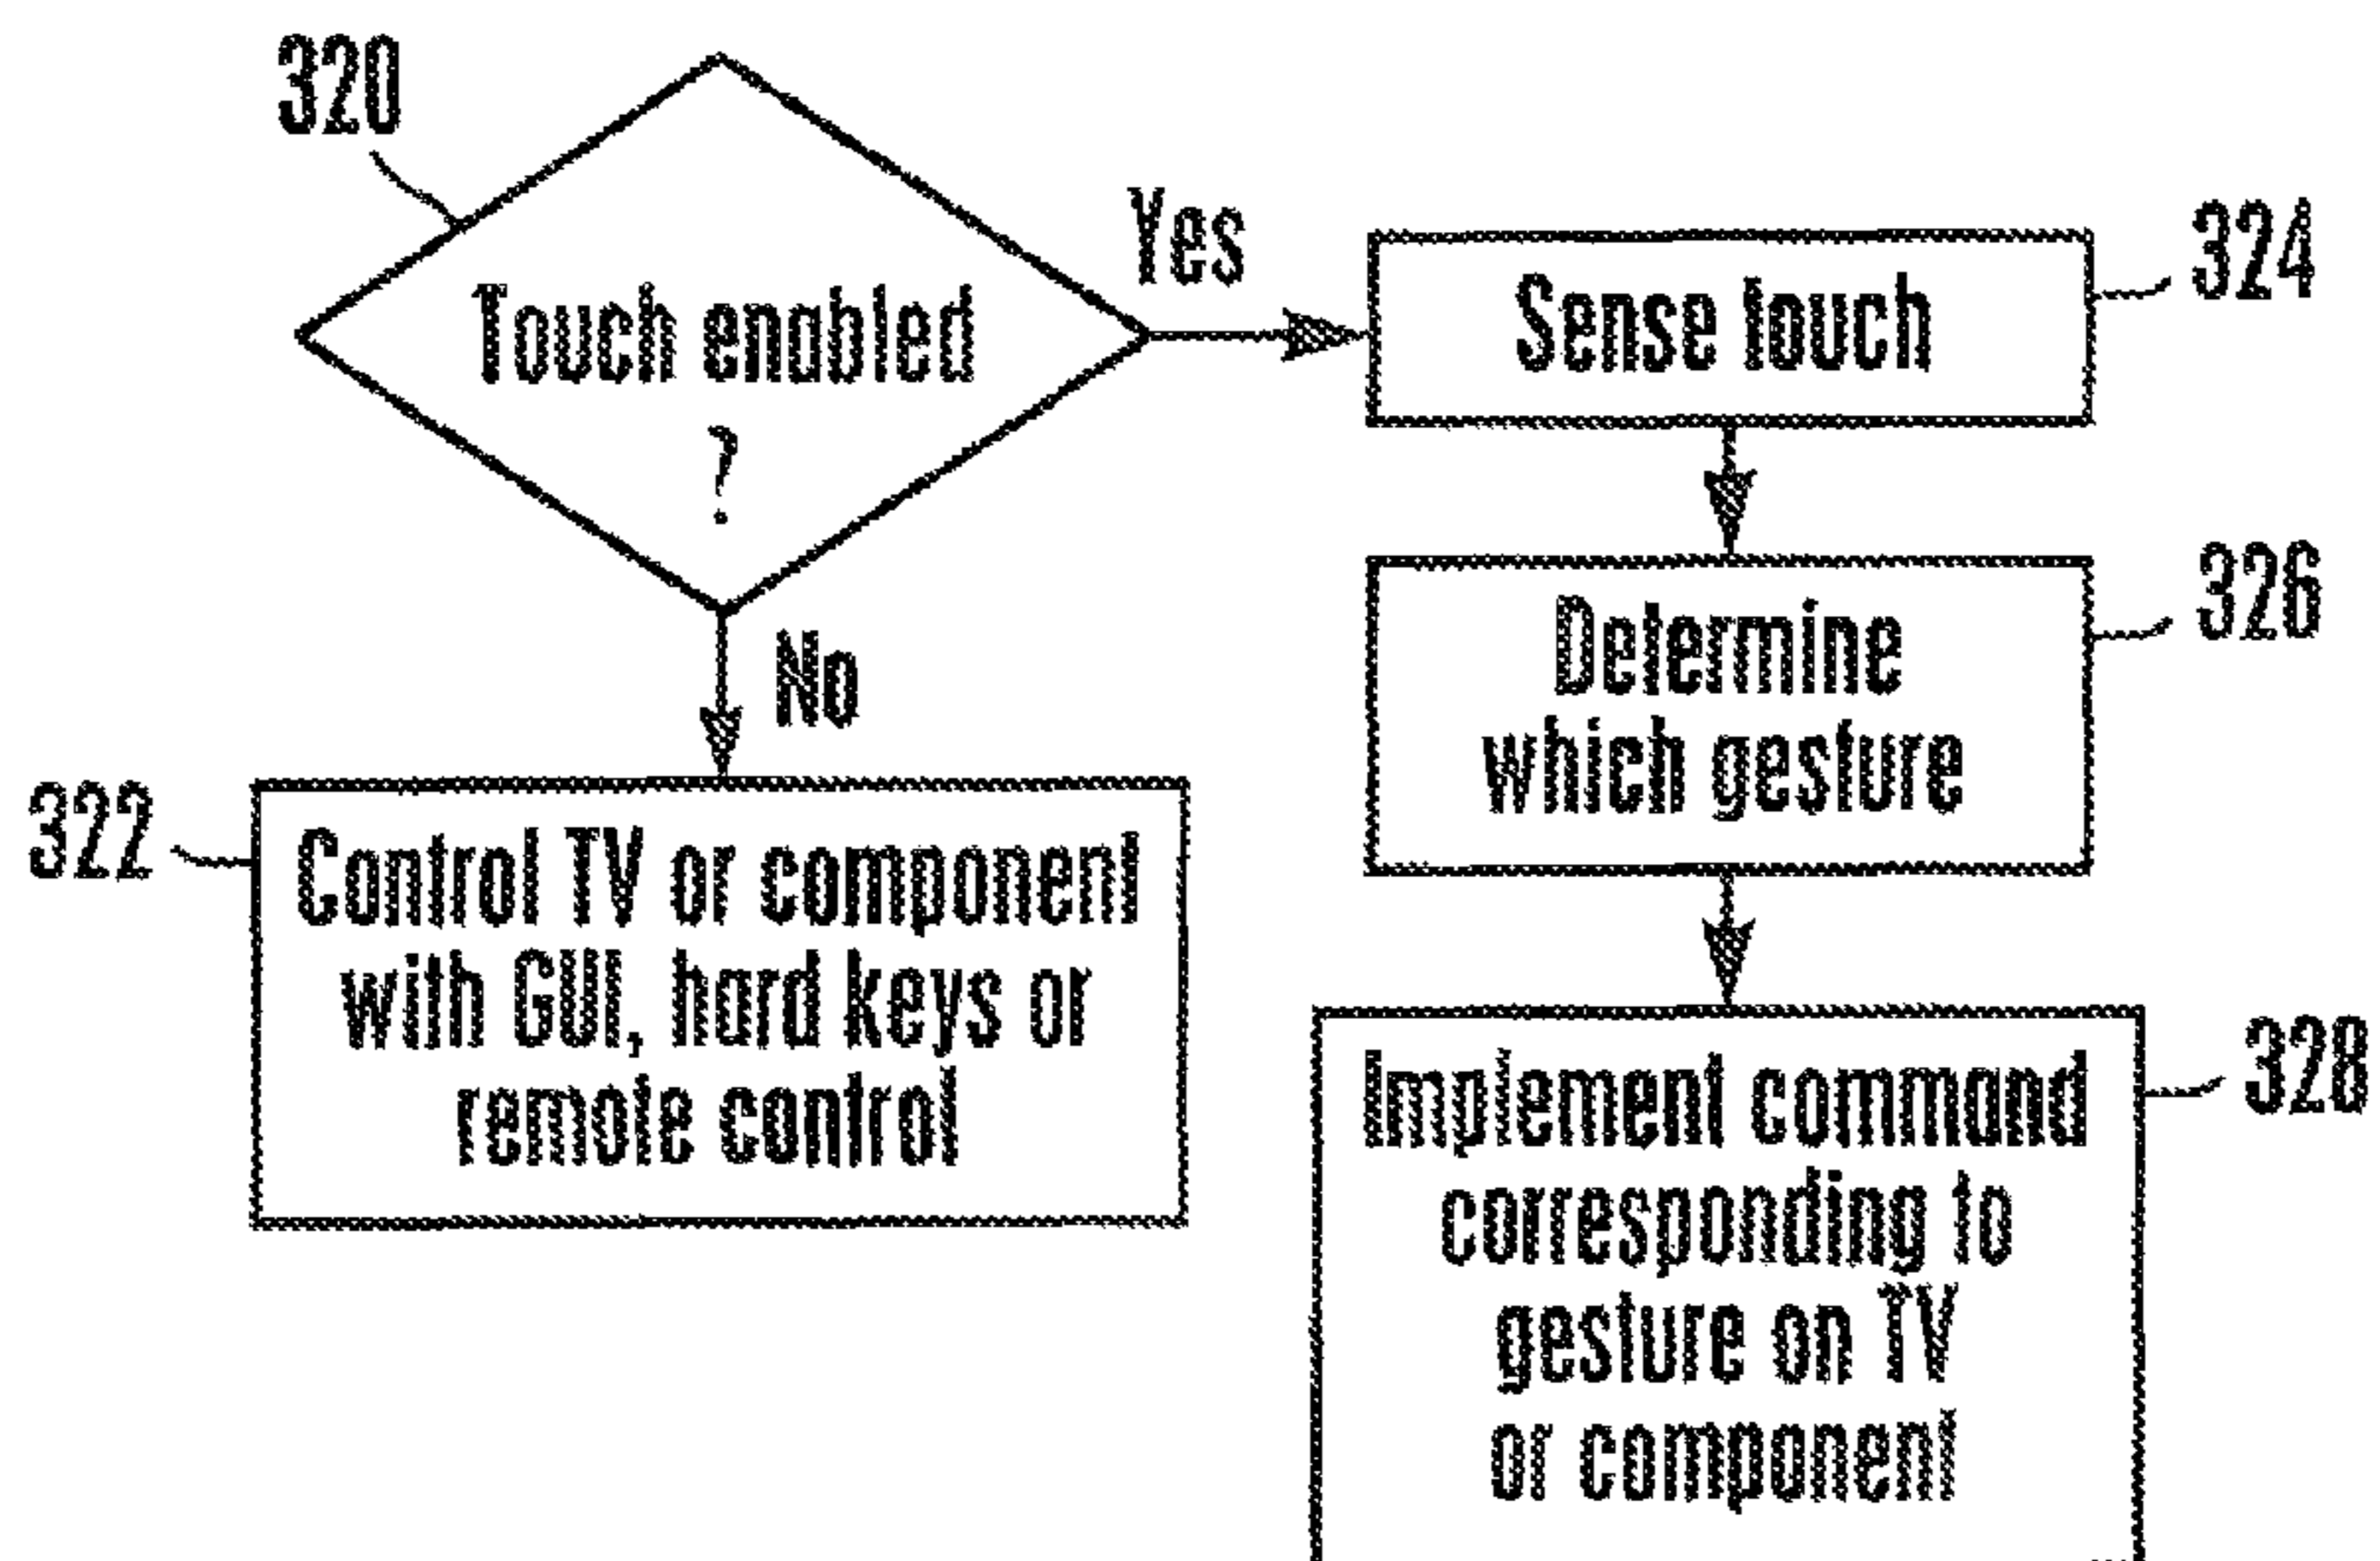 320
Touch enabled
?
Yes
No
322
Control TV or component
with GUI, hard keys or
remote control
324
Sense touch
326
Determine
which gesture
328
Implement command
corresponding to
gesture on TV
or component